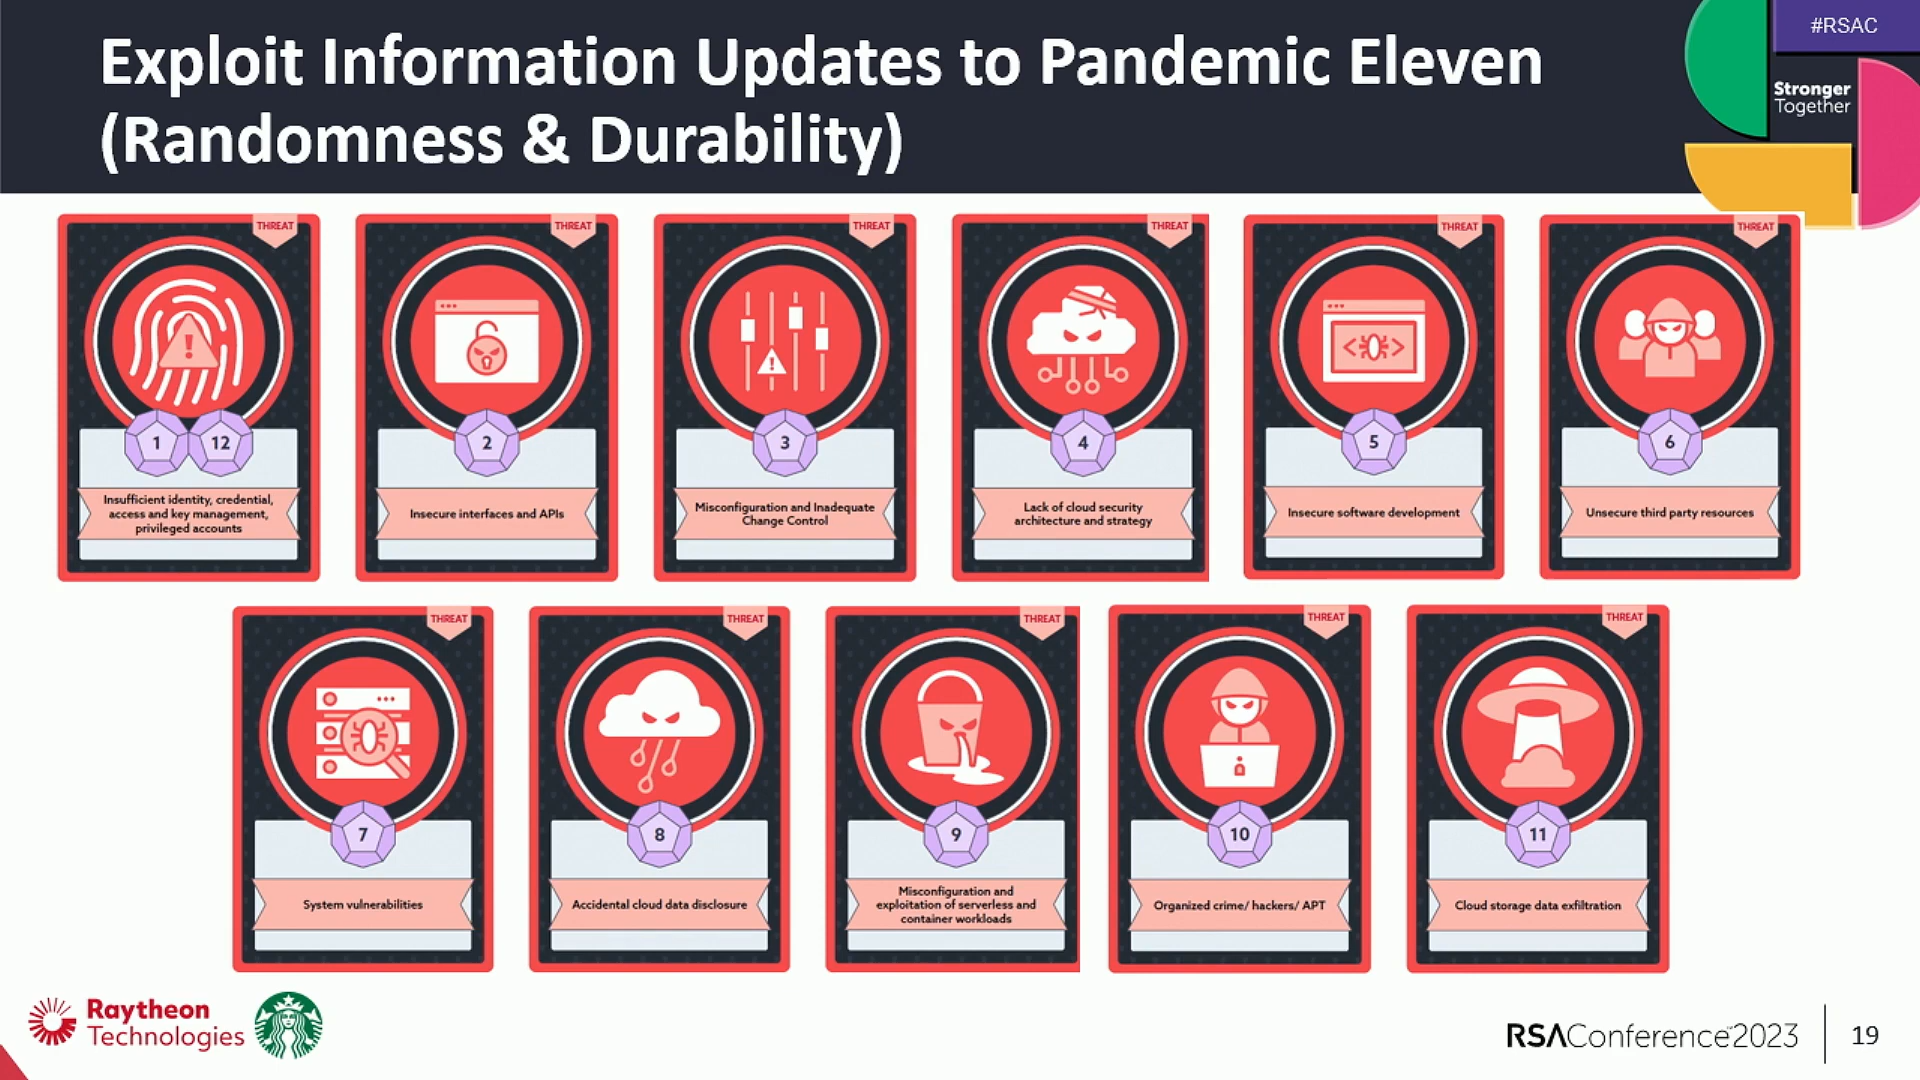 Exploit Information Updates to Pandemic Eleven
(Randomness & Durability)
#RSAC
Stronger
Together
THREAT
1
12
Insufficient identity, credential,
access and key management,
privileged accounts
THREAT
2
Insecure interfaces and APIs
THREAT
3
Misconfiguration and Inadequate
Change Control
THREAT
4
Lack of cloud security
architecture and strategy
THREAT
5
Insecure software development
THREAT
6
Unsecure third party resources
THREAT
7
System vulnerabilities
THREAT
8
Accidental cloud data disclosure
THREAT
9
Misconfiguration and
exploitation of serverless and
container workloads
THREAT
10
Organized crime/ hackers/ APT
THREAT
11
Cloud storage data exfiltration
Raytheon
Technologies
RSAConference™2023
19